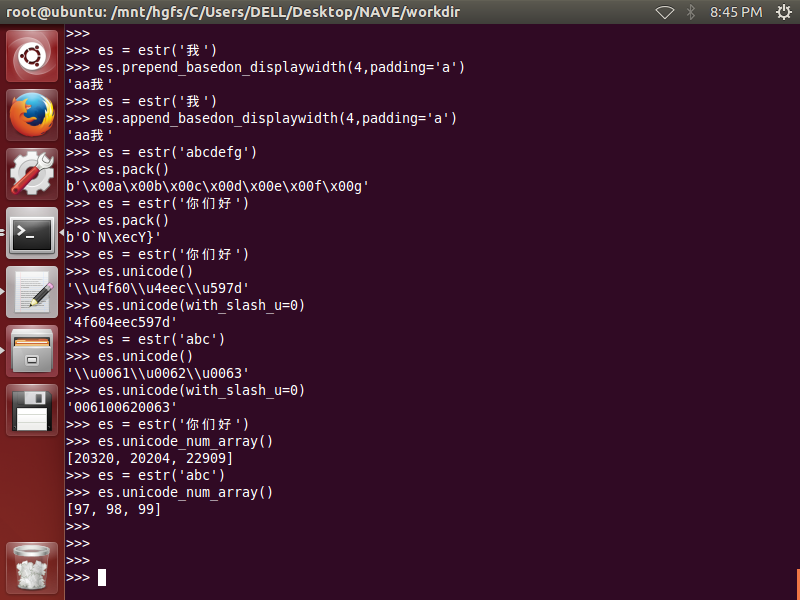 root@ubuntu: /mnt/hgfs/C/Users/DELL/Desktop/NAVE/workdir
8:45 PM
>>>
>>> es = estr('我')
>>> es.prepend_basedon_displaywidth(4,padding='a')
'aa我'
>>> es = estr('我')
>>> es.append_basedon_displaywidth(4,padding='a')
'aa我'
>>> es = estr('abcdefg')
>>> es.pack()
b'\x00a\x00b\x00c\x00d\x00e\x00f\x00g'
>>> es = estr('你们好')
>>> es.pack()
b'O`N\xecY}'
>>> es = estr('你们好')
>>> es.unicode()
'\\u4f60\\u4eec\\u597d'
>>> es.unicode(with_slash_u=0)
'4f604eec597d'
>>> es = estr('abc')
>>> es.unicode()
'\\u0061\\u0062\\u0063'
>>> es.unicode(with_slash_u=0)
'006100620063'
>>> es = estr('你们好')
>>> es.unicode_num_array()
[20320, 20204, 22909]
>>> es = estr('abc')
>>> es.unicode_num_array()
[97, 98, 99]
>>>
>>>
>>>
>>>